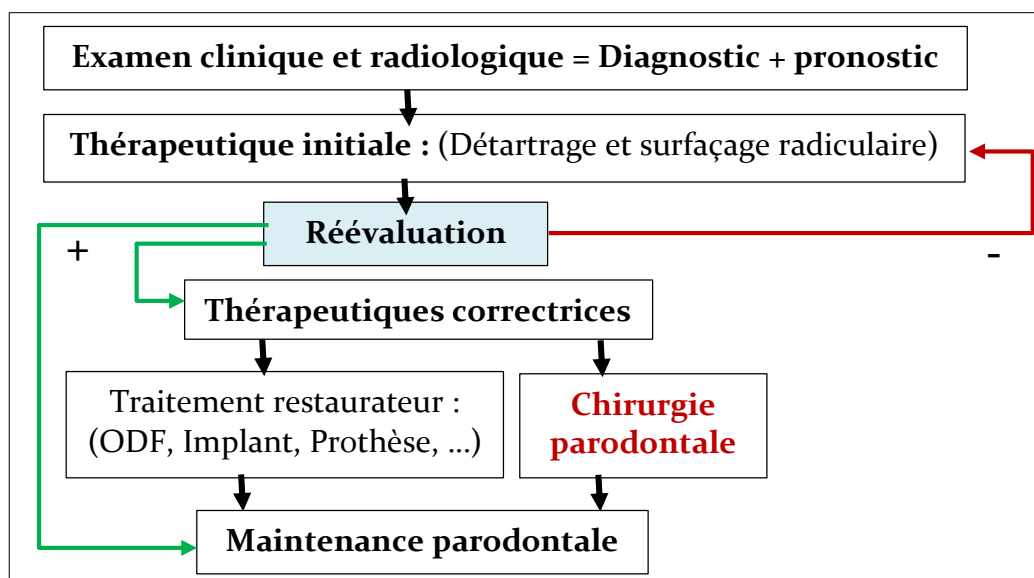 Examen clinique et radiologique = Diagnostic + pronostic
Thérapeutique initiale : (Détartrage et surfaçage radiculaire)
Réévaluation
+
-
Thérapeutiques correctrices
Traitement restaurateur :
(ODF, Implant, Prothèse, ...)
Chirurgie
parodontale
Maintenance parodontale